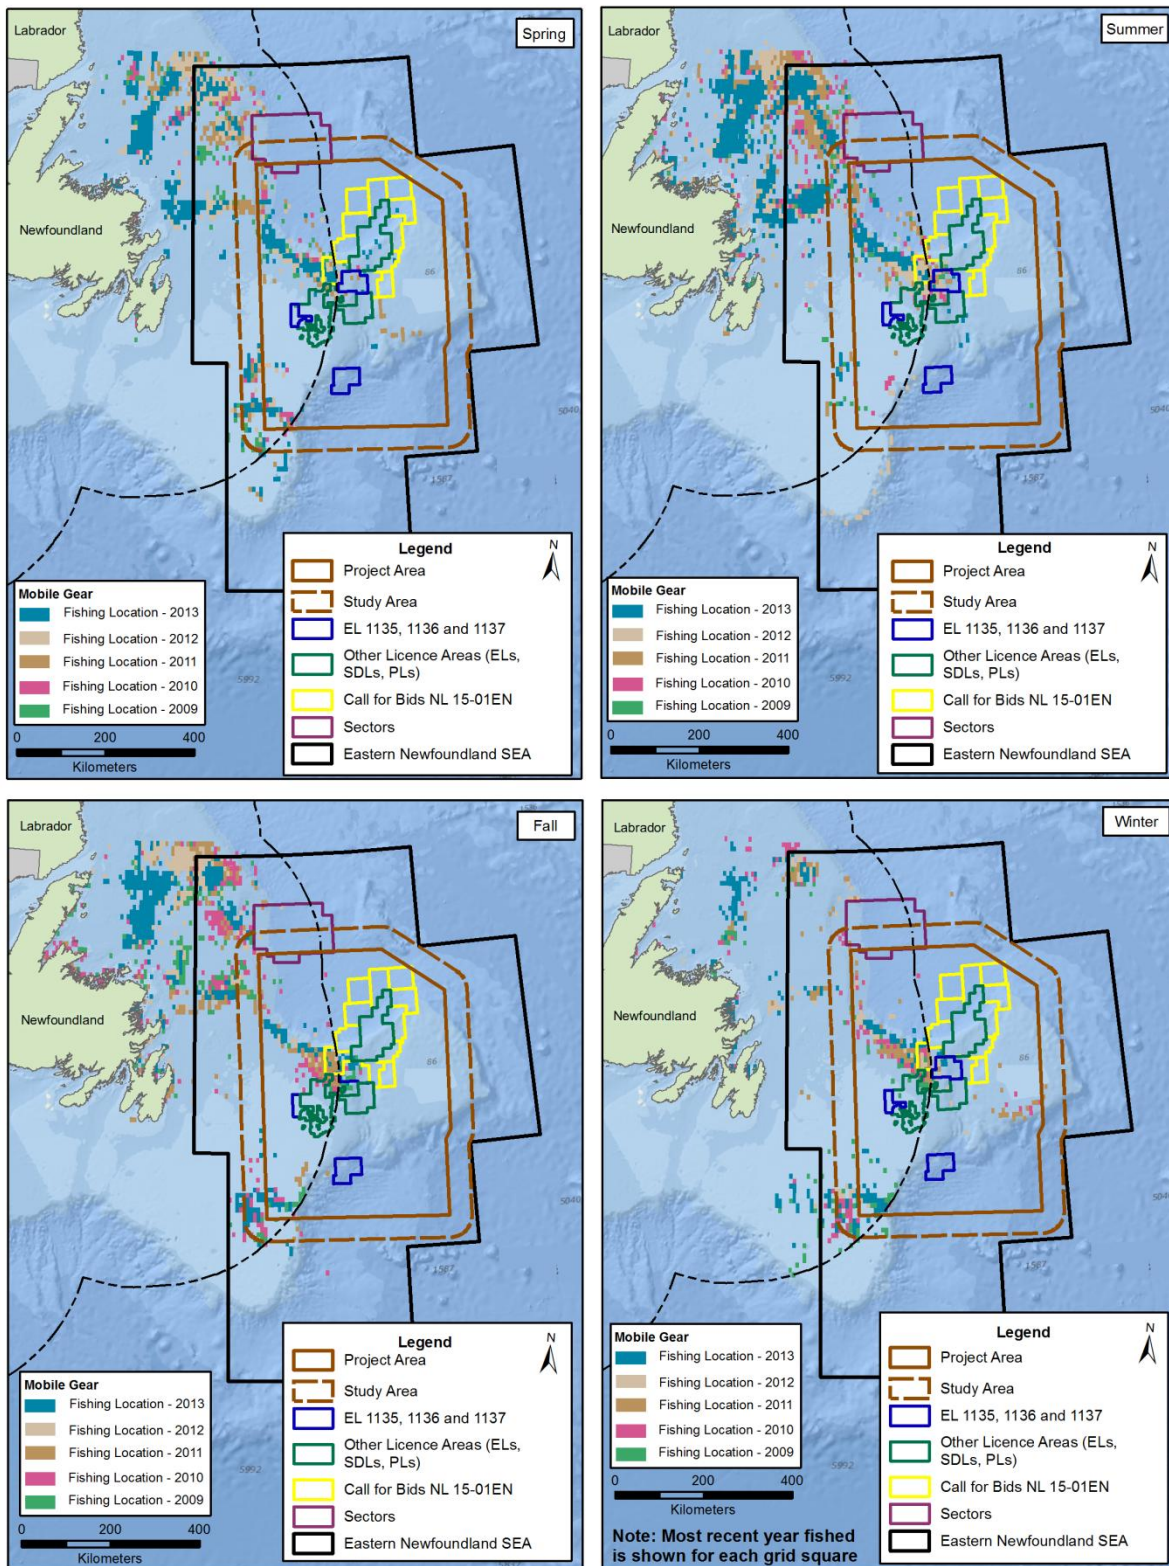 Labrador
Spring
Newfoundland
86
5040
1587
5992
Legend
N
Project Area
Study Area
EL 1135, 1136 and 1137
Other Licence Areas (ELs,
SDLs, PLs)
Call for Bids NL 15-01EN
Sectors
Eastern Newfoundland SEA
Mobile Gear
Fishing Location - 2013
Fishing Location - 2012
Fishing Location - 2011
Fishing Location - 2010
Fishing Location - 2009
0 200 400
Kilometers
Labrador
Summer
Newfoundland
86
5040
1587
5992
Legend
N
Project Area
Study Area
EL 1135, 1136 and 1137
Other Licence Areas (ELs,
SDLs, PLs)
Call for Bids NL 15-01EN
Sectors
Eastern Newfoundland SEA
Mobile Gear
Fishing Location - 2013
Fishing Location - 2012
Fishing Location - 2011
Fishing Location - 2010
Fishing Location - 2009
0 200 400
Kilometers
Labrador
Fall
Newfoundland
86
5040
1587
5992
Legend
N
Project Area
Study Area
EL 1135, 1136 and 1137
Other Licence Areas (ELs,
SDLs, PLs)
Call for Bids NL 15-01EN
Sectors
Eastern Newfoundland SEA
Mobile Gear
Fishing Location - 2013
Fishing Location - 2012
Fishing Location - 2011
Fishing Location - 2010
Fishing Location - 2009
0 200 400
Kilometers
Labrador
Winter
Newfoundland
86
5040
1587
5992
Legend
N
Project Area
Study Area
EL 1135, 1136 and 1137
Other Licence Areas (ELs,
SDLs, PLs)
Call for Bids NL 15-01EN
Sectors
Eastern Newfoundland SEA
Mobile Gear
Fishing Location - 2013
Fishing Location - 2012
Fishing Location - 2011
Fishing Location - 2010
Fishing Location - 2009
0 200 400
Kilometers
Note: Most recent year fished
is shown for each grid square